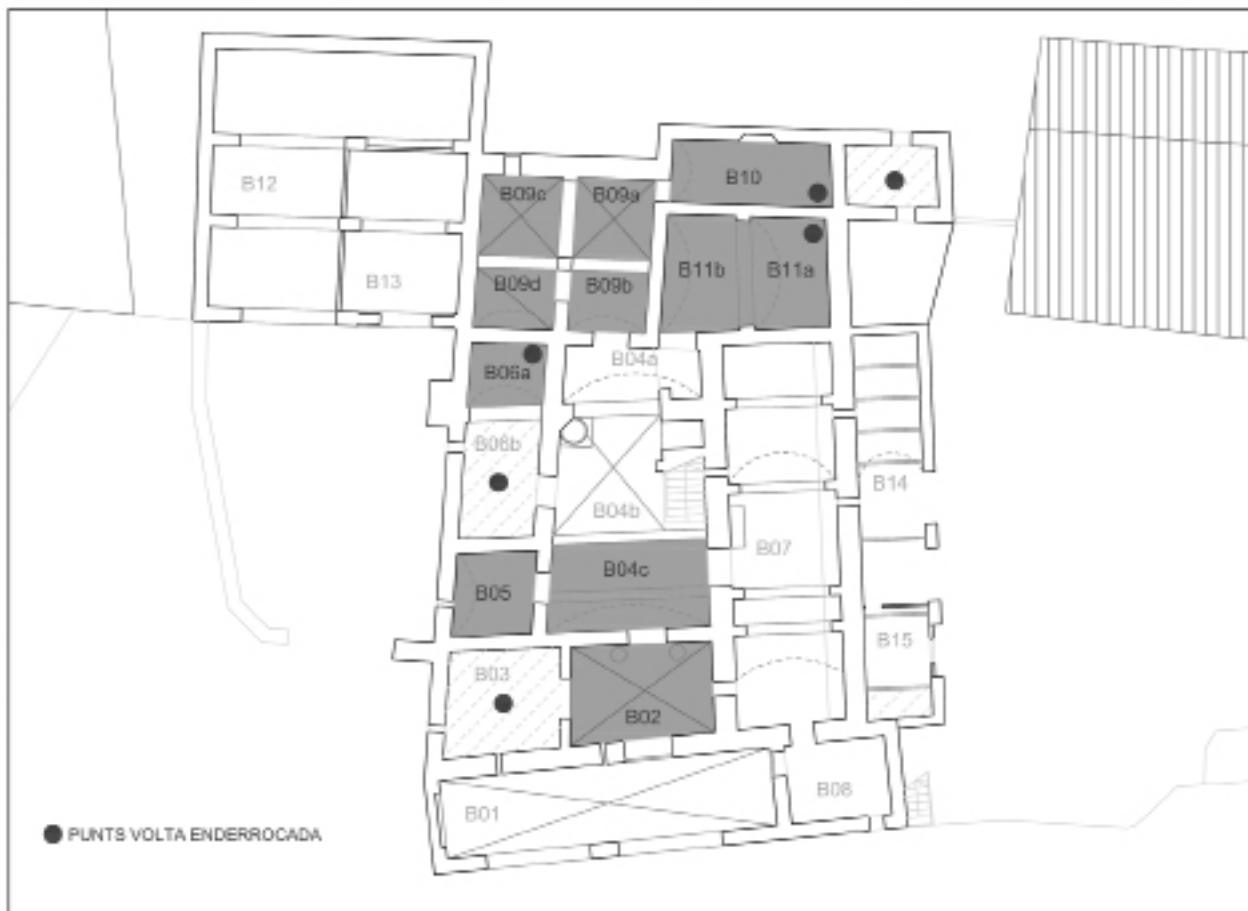 B10
B12
B09c
B09a
B11b
B11a
B13
B09d
B09b
B04a
B06a
B06b
B14
B04b
B07
B04c
B05
B15
B03
B02
B08
B01
PUNTS VOLTA ENDERROCADA